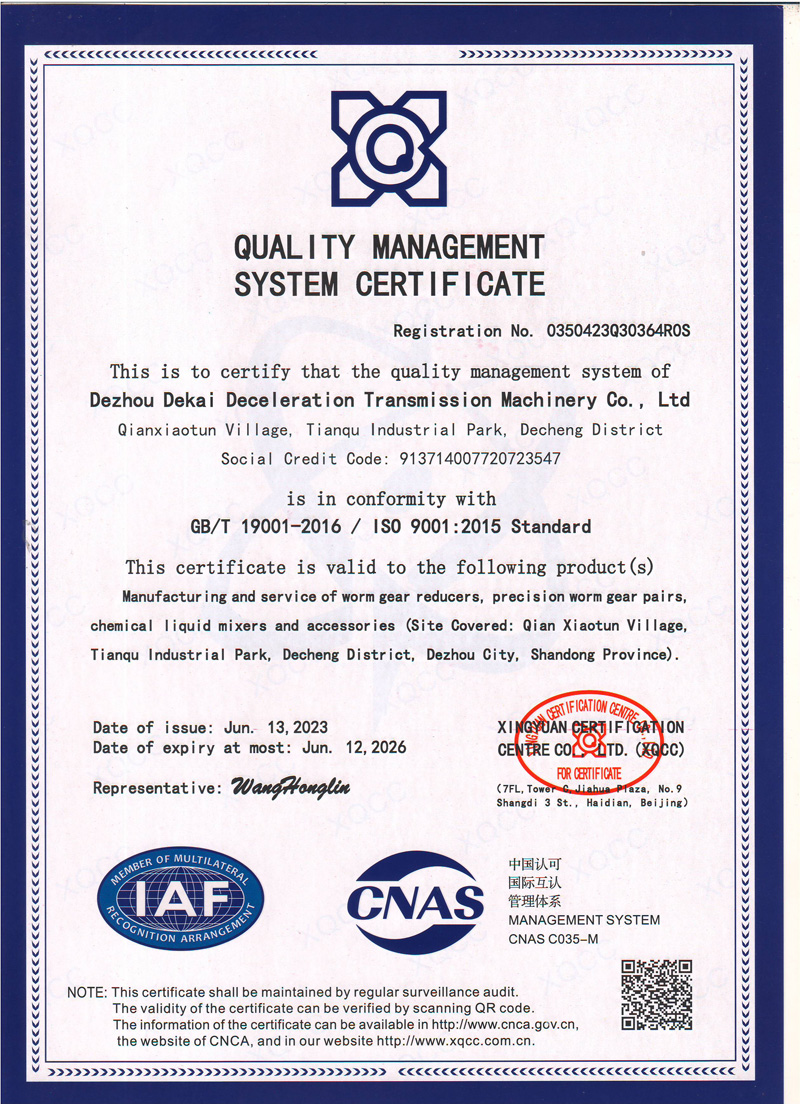 QUALITY MANAGEMENT
SYSTEM CERTIFICATE
Registration No. 0350423Q30364R0S
This is to certify that the quality management system of
Dezhou Dekai Deceleration Transmission Machinery Co., Ltd
Qianxiaotun Village, Tianqu Industrial Park, Decheng District
Social Credit Code: 913714007720723547
is in conformity with
GB/T 19001-2016 / ISO 9001:2015 Standard
This certificate is valid to the following product(s)
Manufacturing and service of worm gear reducers, precision worm gear pairs,
chemical liquid mixers and accessories (Site Covered: Qian Xiaotun Village,
Tianqu Industrial Park, Decheng District, Dezhou City, Shandong Province).
Date of issue: Jun. 13,2023
Date of expiry at most: Jun. 12,2026
Representative: WangHonglin
XINGYUAN CERTIFICATION
CENTRE CO., LTD. (XQCC)
(7FL, Tower C, Jiahua Plaza, No.9
Shangdi 3 St., Haidian, Beijing)
XINGYUAN CERTIFICATION CENTRE CO., LTD
FOR CERTIFICATE
MEMBER OF MULTILATERAL
IAF
RECOGNITION ARRANGEMENT
CNAS
中国认可
国际互认
管理体系
MANAGEMENT SYSTEM
CNAS C035-M
NOTE: This certificate shall be maintained by regular surveillance audit.
The validity of the certificate can be verified by scanning QR code.
The information of the certificate can be available in http://www.cnca.gov.cn,
the website of CNCA, and in our website http://www.xqcc.com.cn.